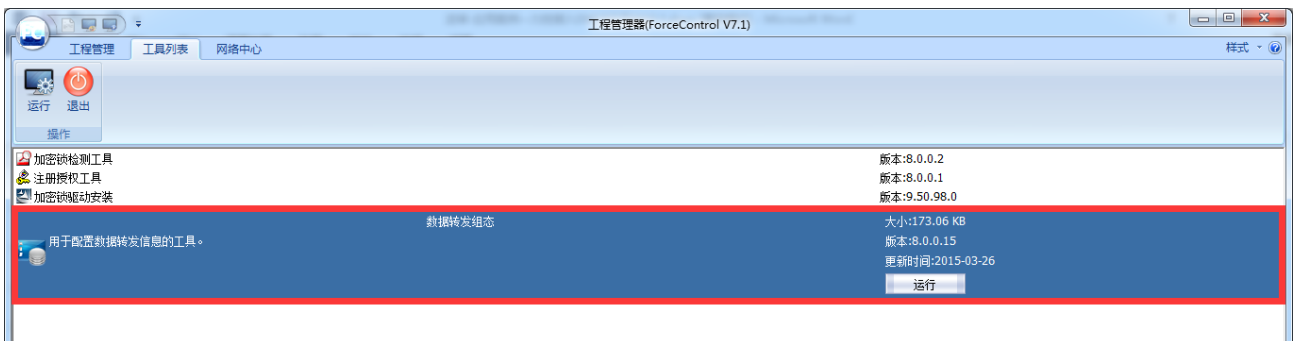 工程管理器(ForceControl V7.1)
工程管理 工具列表 网络中心 样式
运行 退出
操作
加密锁检测工具 版本:8.0.0.2
注册授权工具 版本:8.0.0.1
加密锁驱动安装 版本:9.50.98.0
数据转发组态 大小:173.06 KB
用于配置数据转发信息的工具。 版本:8.0.0.15
更新时间:2015-03-26
运行